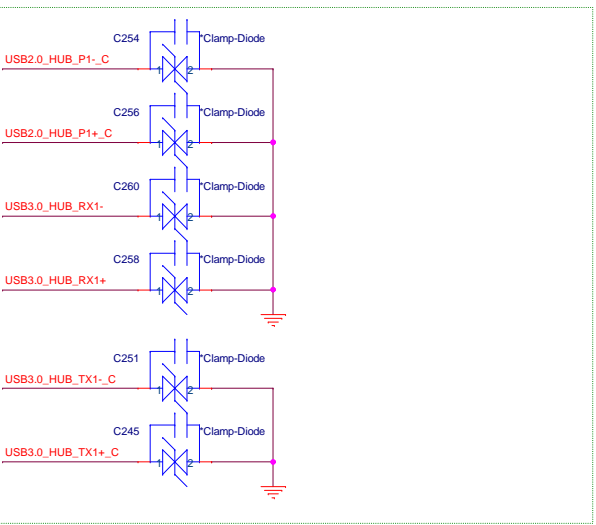 C254 *Clamp-Diode
USB2.0_HUB_P1-_C
1 2
C256 *Clamp-Diode
USB2.0_HUB_P1+_C
1 2
C260 *Clamp-Diode
USB3.0_HUB_RX1-
1 2
C258 *Clamp-Diode
USB3.0_HUB_RX1+
1 2
C251 *Clamp-Diode
USB3.0_HUB_TX1-_C
1 2
C245 *Clamp-Diode
USB3.0_HUB_TX1+_C
1 2